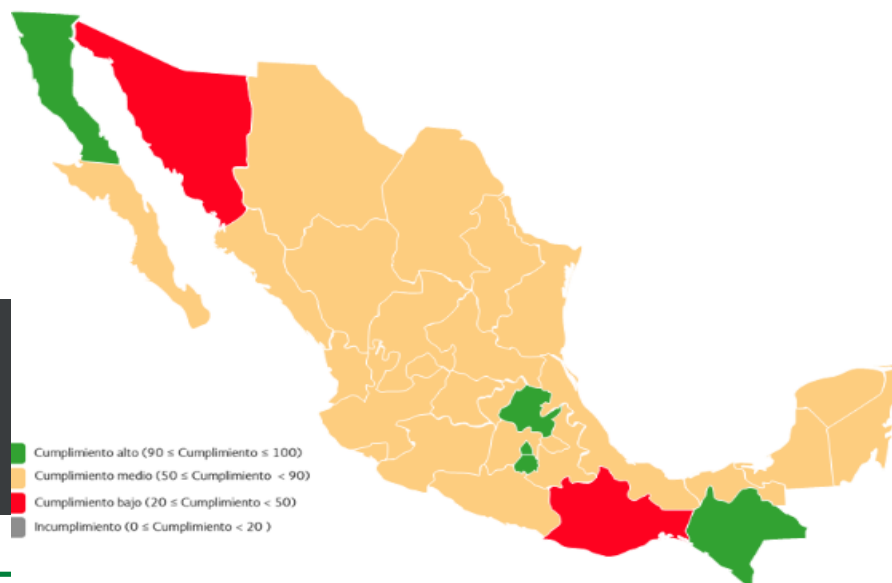 Cumplimiento alto (90 ≤ Cumplimiento ≤ 100)
Cumplimiento medio (50 ≤ Cumplimiento < 90)
Cumplimiento bajo (20 ≤ Cumplimiento < 50)
Incumplimiento (0 ≤ Cumplimiento < 20 )